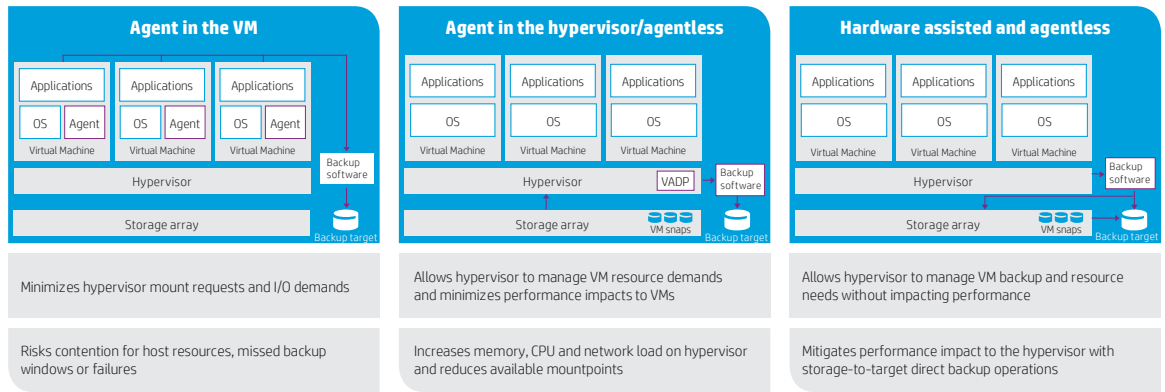 Agent in the VM
Applications
Applications
Applications
OS
Agent
OS
Agent
OS
Agent
Virtual Machine
Virtual Machine
Virtual Machine
Backup
software
Hypervisor
Storage array
Backup target
Minimizes hypervisor mount requests and I/O demands
Risks contention for host resources, missed backup
windows or failures
Agent in the hypervisor/agentless
Applications
Applications
Applications
OS
OS
OS
Virtual Machine
Virtual Machine
Virtual Machine
Hypervisor
VADP
Backup
software
Storage array
VM snaps
Backup target
Allows hypervisor to manage VM resource demands
and minimizes performance impacts to VMs
Increases memory, CPU and network load on hypervisor
and reduces available mountpoints
Hardware assisted and agentless
Applications
Applications
Applications
OS
OS
OS
Virtual Machine
Virtual Machine
Virtual Machine
Backup
software
Hypervisor
Storage array
VM snaps
Backup target
Allows hypervisor to manage VM backup and resource
needs without impacting performance
Mitigates performance impact to the hypervisor with
storage-to-target direct backup operations